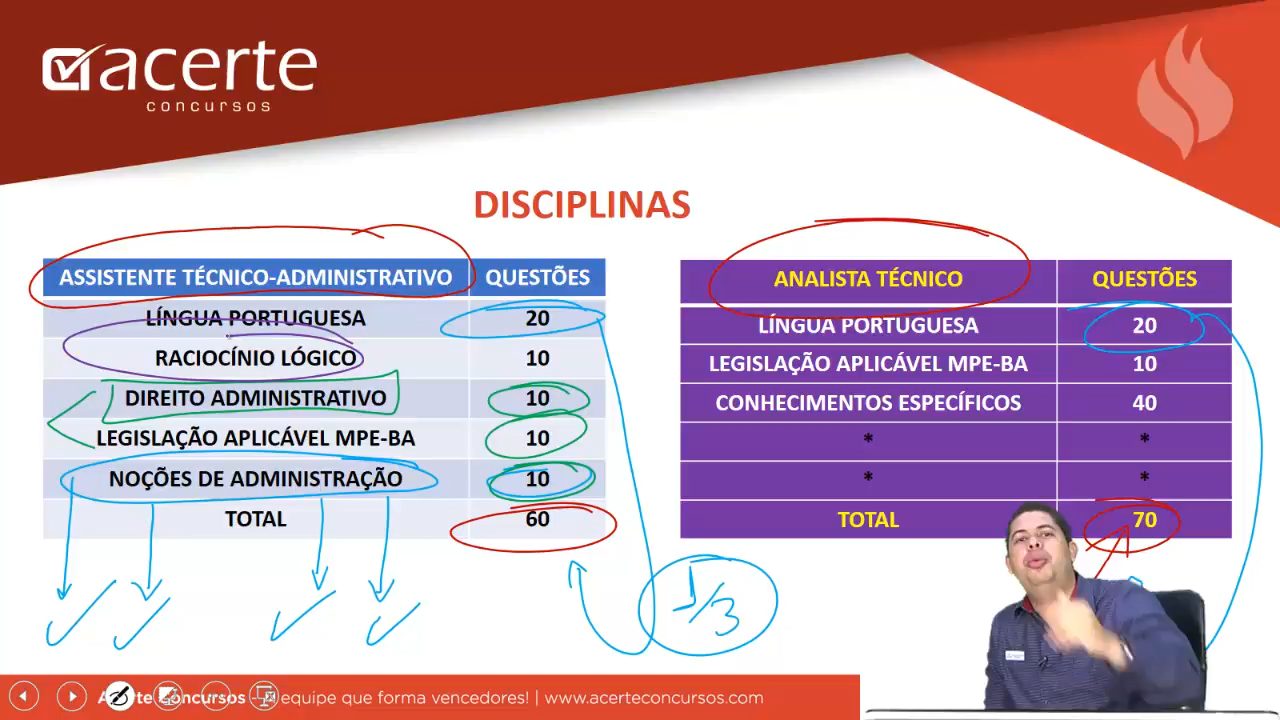 acerte
concursos
DISCIPLINAS
ASSISTENTE TÉCNICO-ADMINISTRATIVO QUESTÕES
LÍNGUA PORTUGUESA 20
RACIOCÍNIO LÓGICO 10
DIREITO ADMINISTRATIVO 10
LEGISLAÇÃO APLICÁVEL MPE-BA 10
NOÇÕES DE ADMINISTRAÇÃO 10
TOTAL 60
ANALISTA TÉCNICO QUESTÕES
LÍNGUA PORTUGUESA 20
LEGISLAÇÃO APLICÁVEL MPE-BA 10
CONHECIMENTOS ESPECÍFICOS 40
* *
* *
TOTAL 70
1/3
Concursos equipe que forma vencedores! | www.acerteconcursos.com